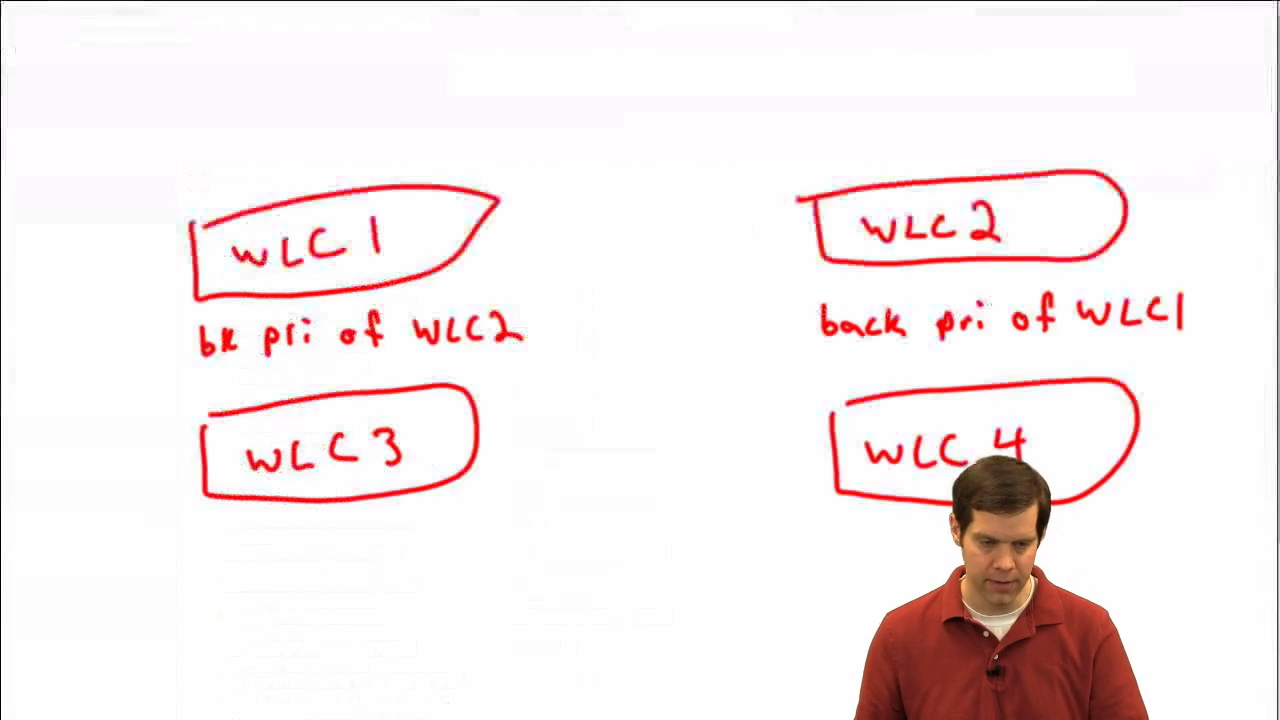 WLC 1
WLC 2
bk pri of WLC2
back pri of WLC1
WLC 3
WLC 4